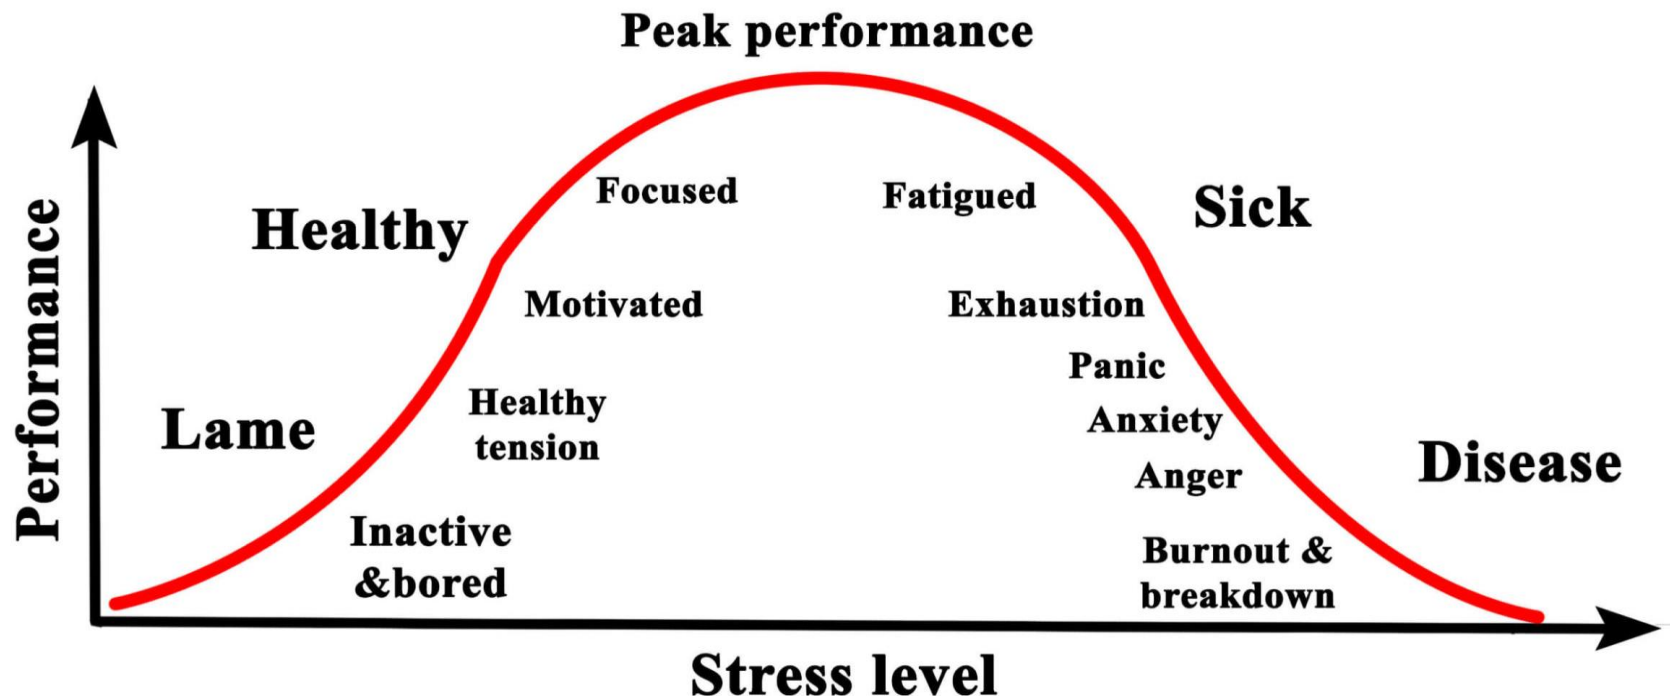 Peak performance
Performance
Healthy
Lame
Focused
Motivated
Healthy
tension
Inactive
&bored
Fatigued
Exhaustion
Panic
Anxiety
Anger
Burnout &
breakdown
Sick
Disease
Stress level